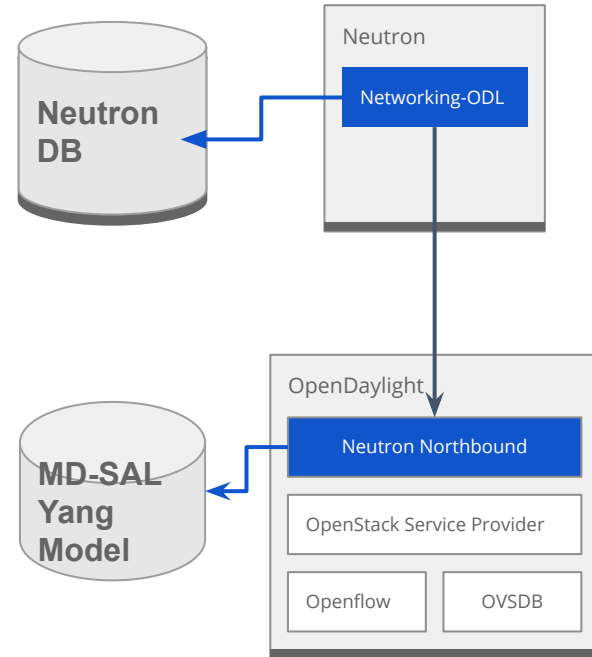 Neutron
Networking-ODL
Neutron
DB
OpenDaylight
Neutron Northbound
MD-SAL
Yang
Model
OpenStack Service Provider
Openflow
OVSDB